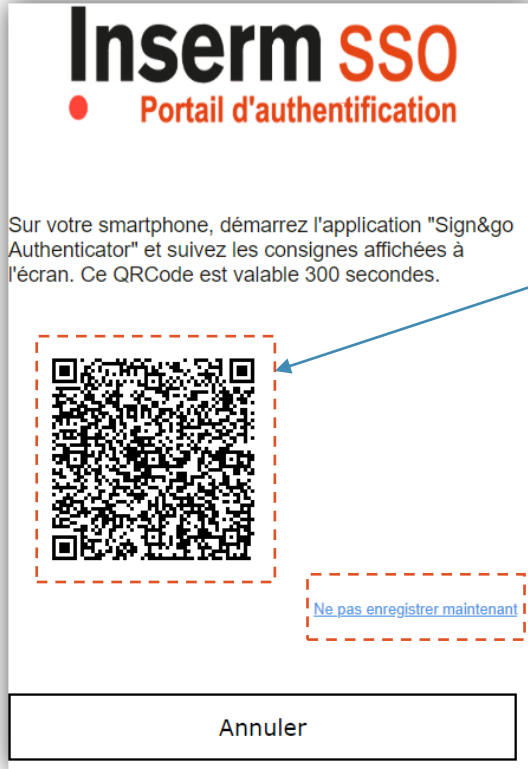 Inserm SSO
Portail d'authentification
Sur votre smartphone, démarrez l'application "Sign&go
Authenticator" et suivez les consignes affichées à
l'écran. Ce QRCode est valable 300 secondes.
Ne pas enregistrer maintenant
Annuler